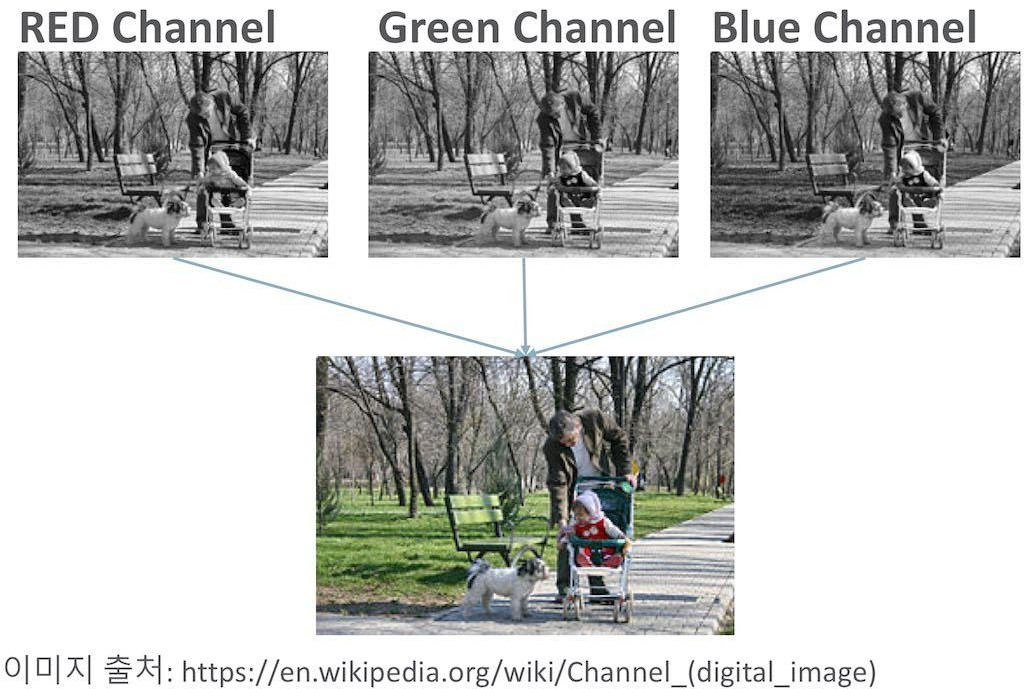 RED Channel
Green Channel
Blue Channel
이미지 출처: https://en.wikipedia.org/wiki/Channel_(digital_image)